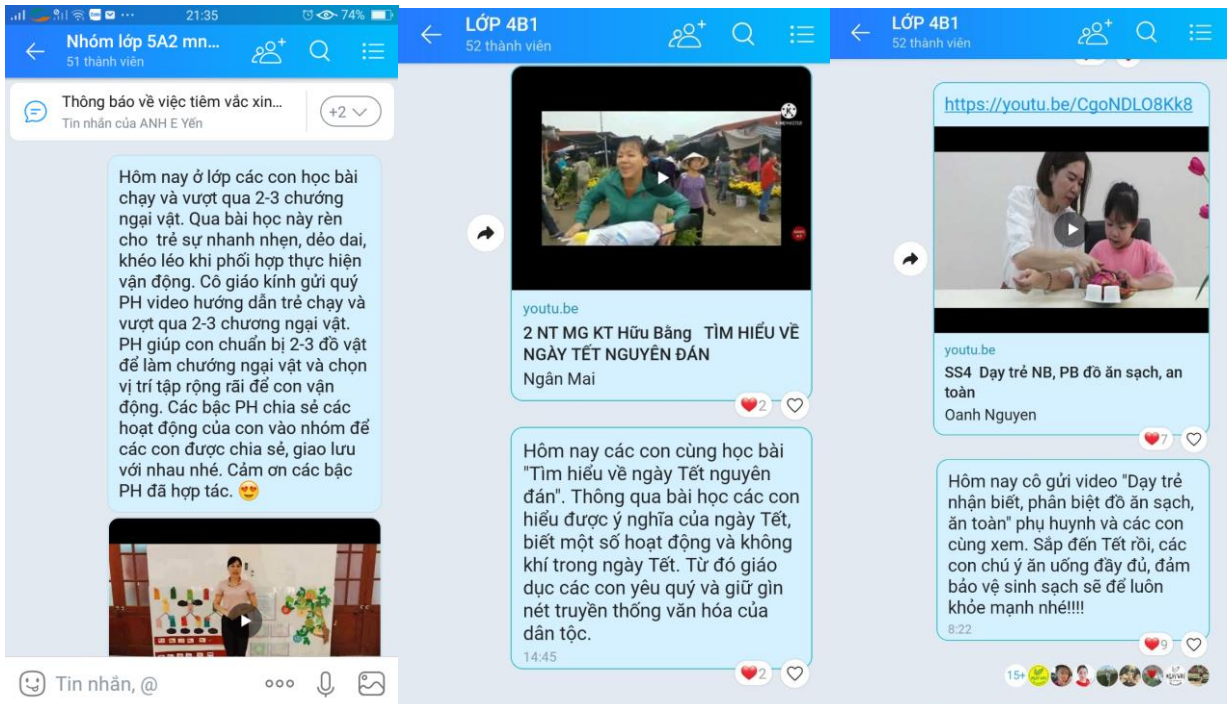 21:35
74%
Nhóm lớp 5A2 mn...
51 thành viên
Thông báo về việc tiêm vắc xin...
Tin nhắn của ANH E Yến
+2
Hôm nay ở lớp các con học bài
chạy và vượt qua 2-3 chướng
ngại vật. Qua bài học này rèn
cho trẻ sự nhanh nhẹn, dẻo dai,
khéo léo khi phối hợp thực hiện
vận động. Cô giáo kính gửi quý
PH video hướng dẫn trẻ chạy và
vượt qua 2-3 chương ngại vật.
PH giúp con chuẩn bị 2-3 đồ vật
để làm chướng ngại vật và chọn
vị trí tập rộng rãi để con vận
động. Các bậc PH chia sẻ các
hoạt động của con vào nhóm để
các con được chia sẻ, giao lưu
với nhau nhé. Cảm ơn các bậc
PH đã hợp tác. 😍
Tin nhắn, @
LỚP 4B1
52 thành viên
youtu.be
2 NT MG KT Hữu Bằng TÌM HIỂU VỀ
NGÀY TẾT NGUYÊN ĐÁN
Ngân Mai
2
Hôm nay các con cùng học bài
"Tìm hiểu về ngày Tết nguyên
đán". Thông qua bài học các con
hiểu được ý nghĩa của ngày Tết,
biết một số hoạt động và không
khí trong ngày Tết. Từ đó giáo
dục các con yêu quý và giữ gìn
nét truyền thống văn hóa của
dân tộc.
14:45
2
LỚP 4B1
52 thành viên
https://youtu.be/CgoNDLO8Kk8
youtu.be
SS4 Dạy trẻ NB, PB đồ ăn sạch, an
toàn
Oanh Nguyen
7
Hôm nay cô gửi video "Dạy trẻ
nhận biết, phân biệt đồ ăn sạch,
ăn toàn" phụ huynh và các con
cùng xem. Sắp đến Tết rồi, các
con chú ý ăn uống đầy đủ, đảm
bảo vệ sinh sạch sẽ để luôn
khỏe mạnh nhé!!!!
8:22
9
15+